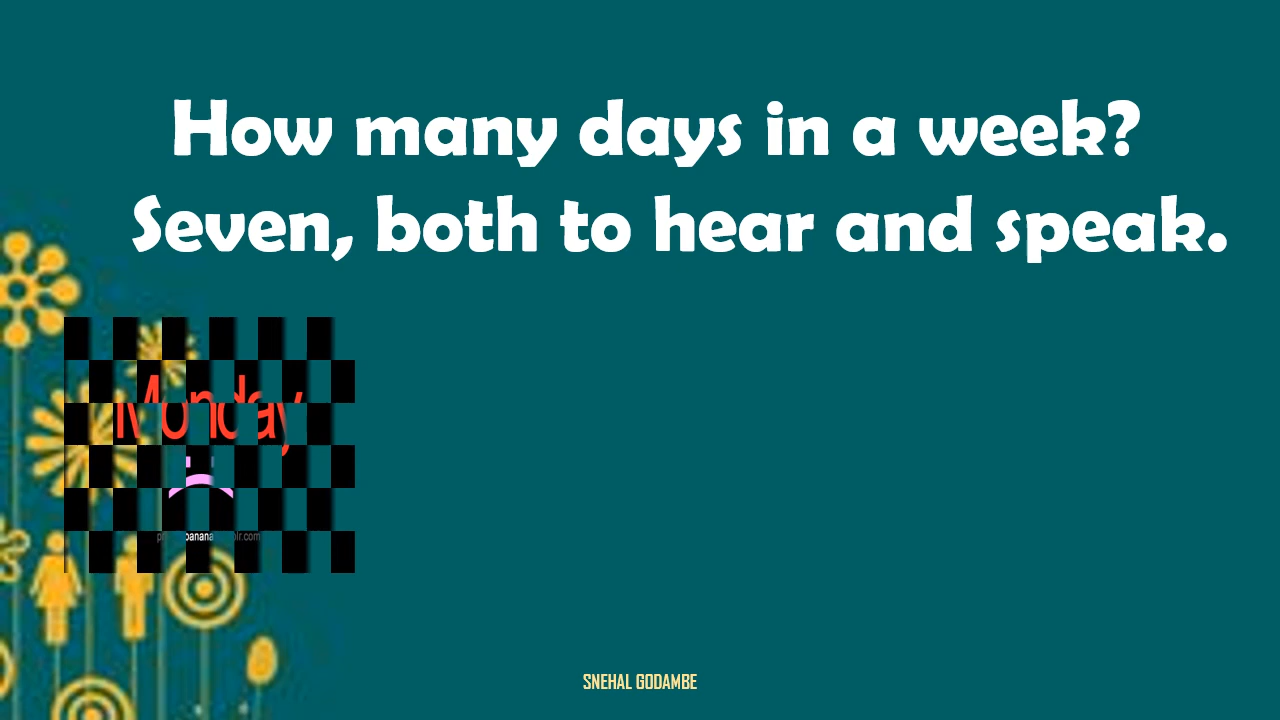 How many days in a week?
Seven, both to hear and speak.
Monday
SNEHAL GODAMBE